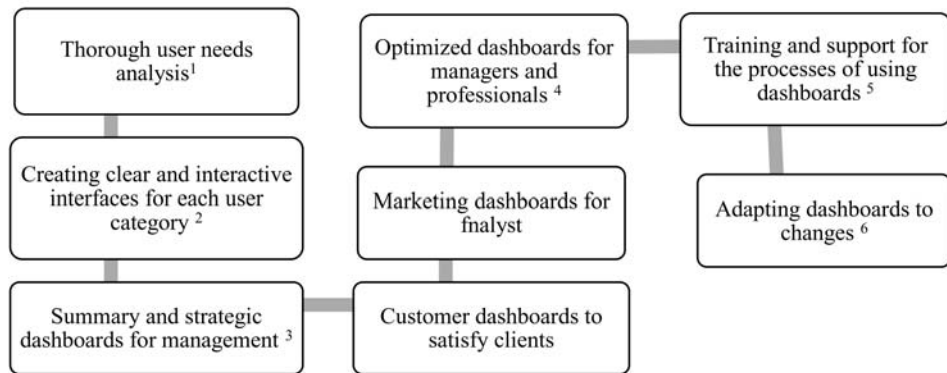 Thorough user needs
analysis¹
Creating clear and interactive
interfaces for each user
category ²
Summary and strategic
dashboards for management ³
Customer dashboards to
satisfy clients
Marketing dashboards for
fnalyst
Optimized dashboards for
managers and
professionals ⁴
Training and support for
the processes of using
dashboards ⁵
Adapting dashboards to
changes ⁶